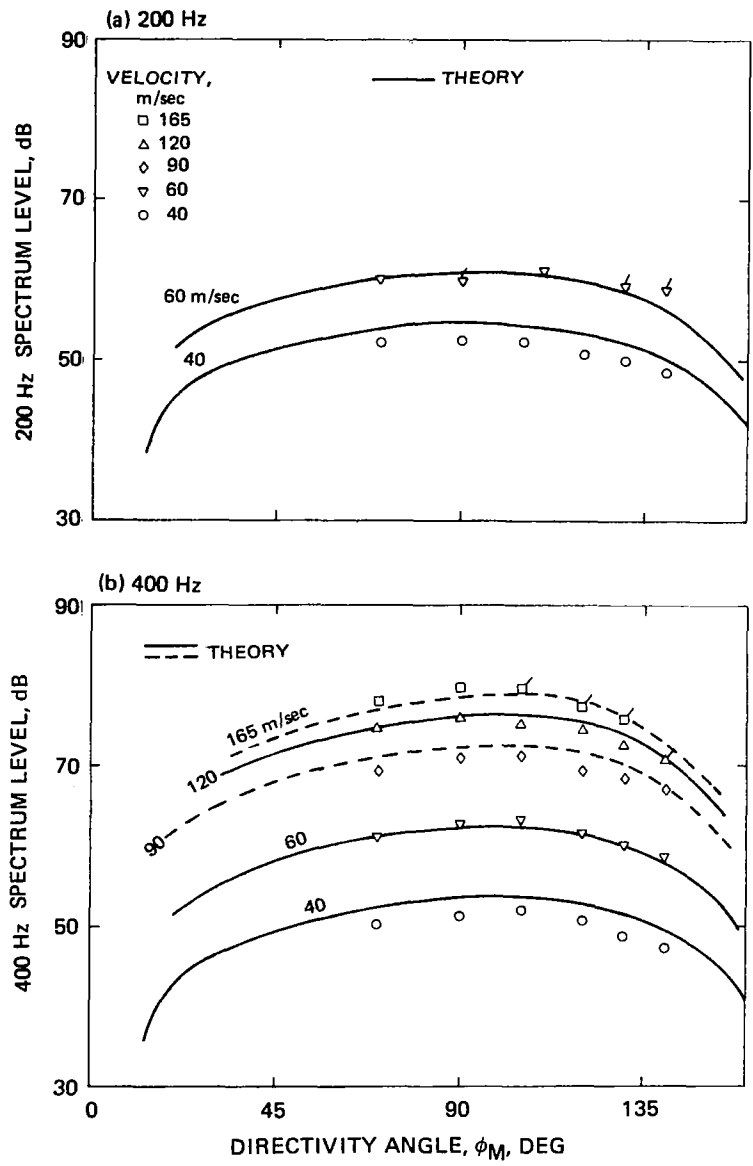 (a) 200 Hz
90
VELOCITY,
m/sec
□ 165
△ 120
◇ 90
▽ 60
○ 40
THEORY
70
60 m/sec
50
40
30
200 Hz SPECTRUM LEVEL, dB
(b) 400 Hz
90
THEORY
165 m/sec
120
70
90
60
50
40
30
400 Hz SPECTRUM LEVEL, dB
0 45 90 135
DIRECTIVITY ANGLE, ϕM, DEG